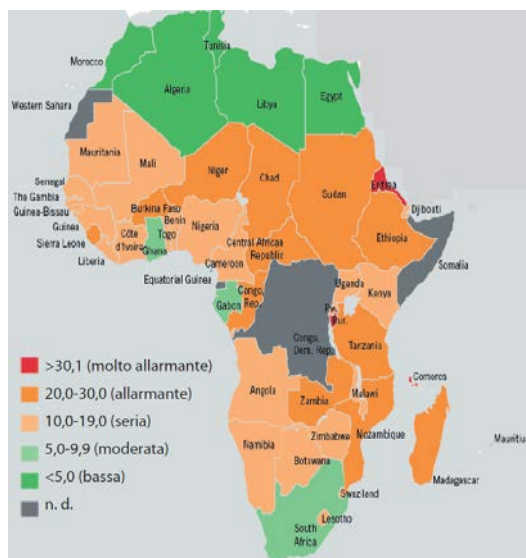 Tunisia
Morocco
Algeria
Libya
Egypt
Western Sahara
Mauritania
Mali
Niger
Chad
Sudan
Eritrea
Senegal
The Gambia
Guinea-Bissau
Guinea
Sierra Leone
Liberia
Côte
d'Ivoire
Burkina Faso
Ghana
Togo
Benin
Nigeria
Djibouti
Ethiopia
Somalia
Central African
Republic
Cameroon
Equatorial Guinea
Gabon
Congo,
Rep.
Congo,
Dem. Rep.
Uganda
Kenya
Rw.
Bur.
Tanzania
Comoros
Angola
Zambia
Malawi
Mozambique
Zimbabwe
Namibia
Botswana
Madagascar
Mauritiu
Swaziland
Lesotho
South
Africa
>30,1 (molto allarmante)
20,0-30,0 (allarmante)
10,0-19,0 (seria)
5,0-9,9 (moderata)
<5,0 (bassa)
n. d.